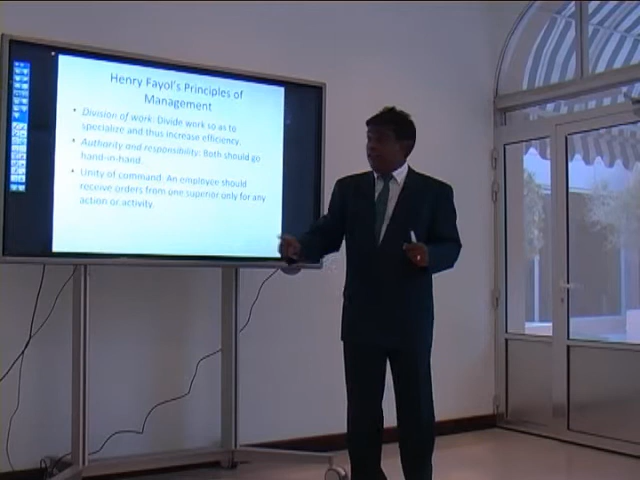 Henry Fayol's Principles of
Management
• Division of work: Divide work so as to
specialize and thus increase efficiency.
• Authority and responsibility: Both should go
hand-in-hand.
• Unity of command: An employee should
receive orders from one superior only for any
action or activity.